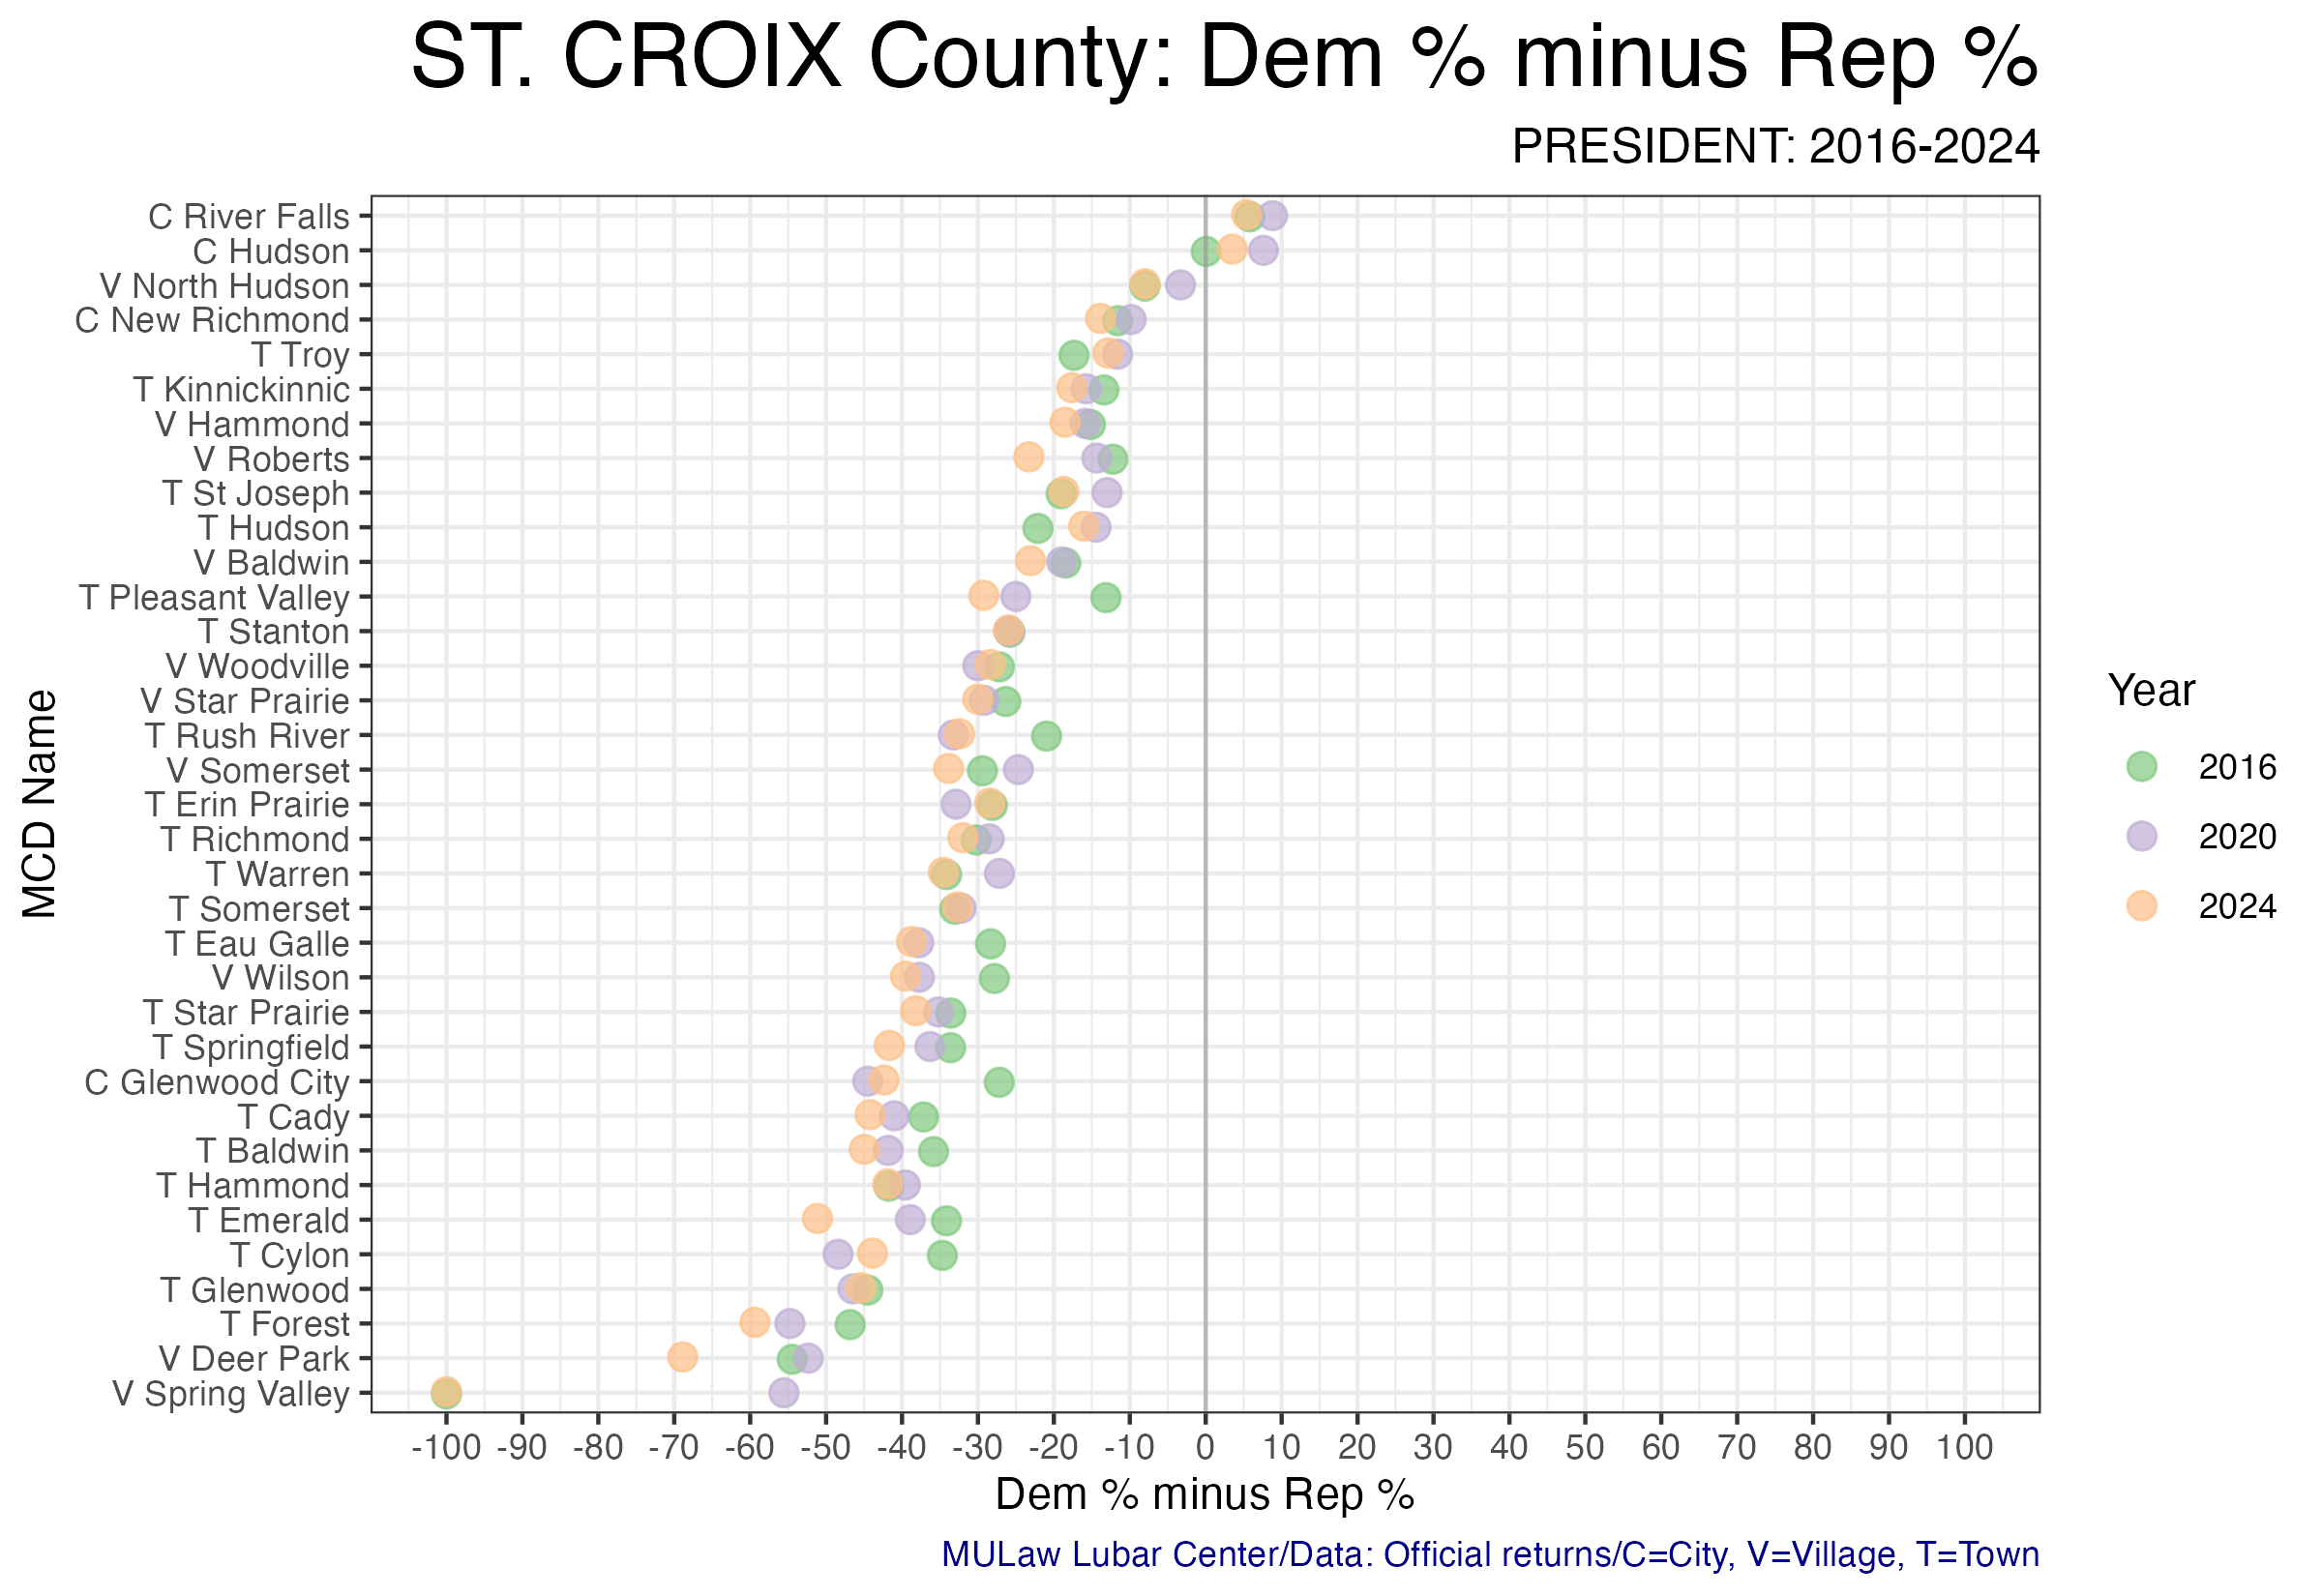 ST. CROIX County: Dem % minus Rep %
PRESIDENT: 2016-2024
MCD Name
C River Falls
C Hudson
V North Hudson
C New Richmond
T Troy
T Kinnickinnic
V Hammond
V Roberts
T St Joseph
T Hudson
V Baldwin
T Pleasant Valley
T Stanton
V Woodville
V Star Prairie
T Rush River
V Somerset
T Erin Prairie
T Richmond
T Warren
T Somerset
T Eau Galle
V Wilson
T Star Prairie
T Springfield
C Glenwood City
T Cady
T Baldwin
T Hammond
T Emerald
T Cylon
T Glenwood
T Forest
V Deer Park
V Spring Valley
-100 -90 -80 -70 -60 -50 -40 -30 -20 -10 0 10 20 30 40 50 60 70 80 90 100
Dem % minus Rep %
Year
2016
2020
2024
MULaw Lubar Center/Data: Official returns/C=City, V=Village, T=Town